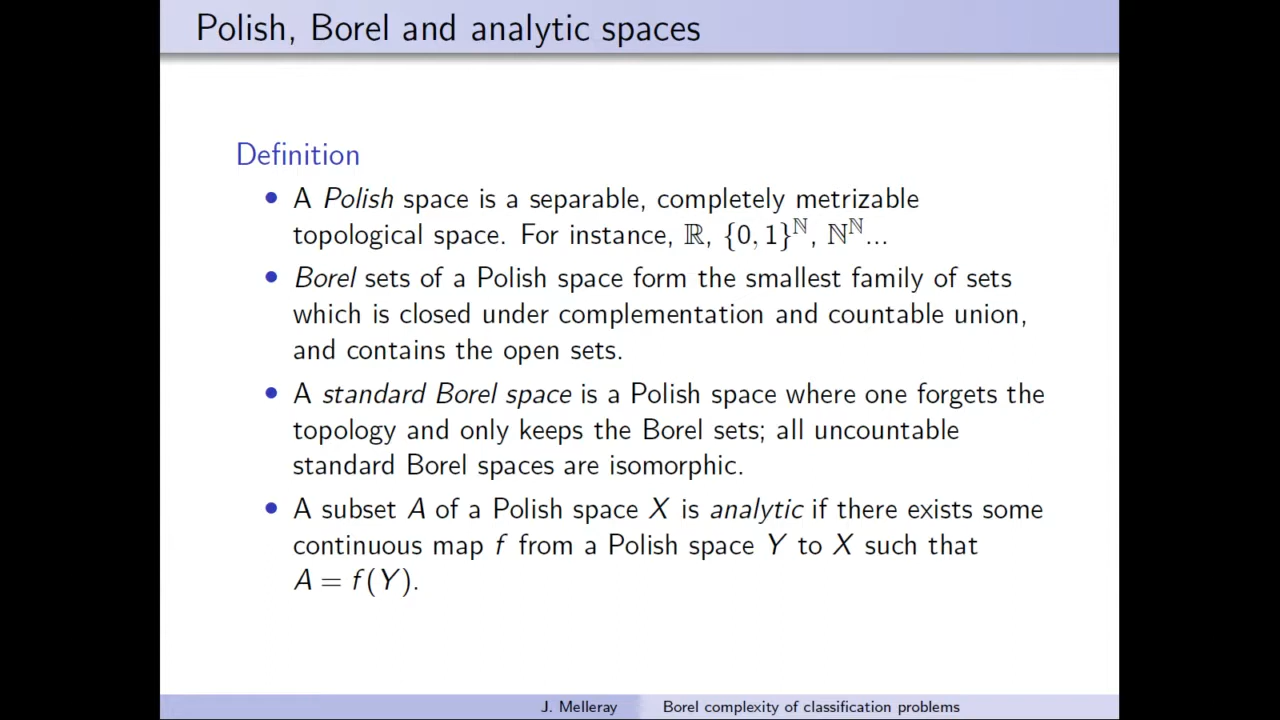 Polish, Borel and analytic spaces
Definition
• A Polish space is a separable, completely metrizable
topological space. For instance, ℝ, {0, 1}^ℕ, ℕ^ℕ...
• Borel sets of a Polish space form the smallest family of sets
which is closed under complementation and countable union,
and contains the open sets.
• A standard Borel space is a Polish space where one forgets the
topology and only keeps the Borel sets; all uncountable
standard Borel spaces are isomorphic.
• A subset A of a Polish space X is analytic if there exists some
continuous map f from a Polish space Y to X such that
A = f(Y).
J. Melleray Borel complexity of classification problems